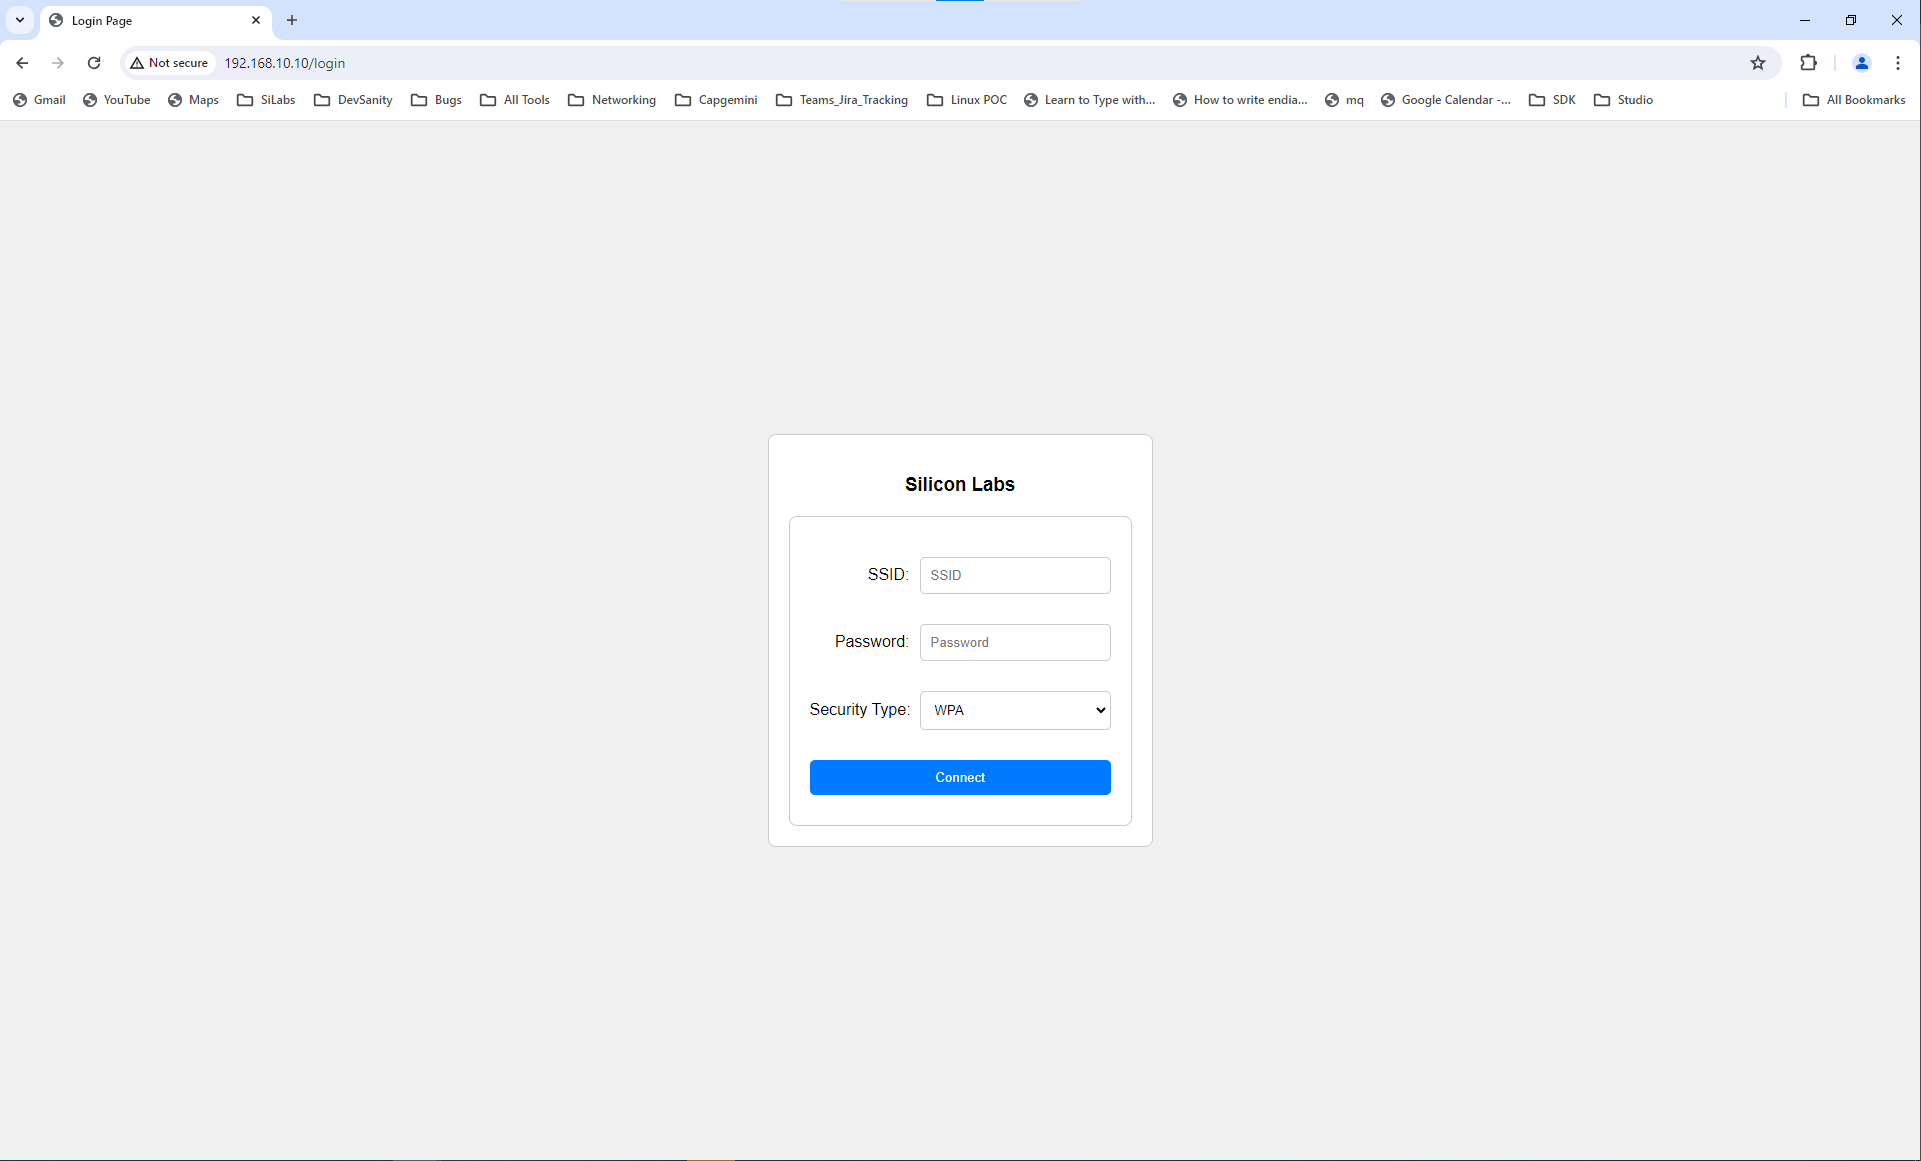 Login Page
Not secure 192.168.10.10/login
Gmail YouTube Maps SiLabs DevSanity Bugs All Tools Networking Capgemini Teams_Jira_Tracking Linux POC Learn to Type with... How to write endia... mq Google Calendar -... SDK Studio All Bookmarks
Silicon Labs
SSID: SSID
Password: Password
Security Type: WPA
Connect